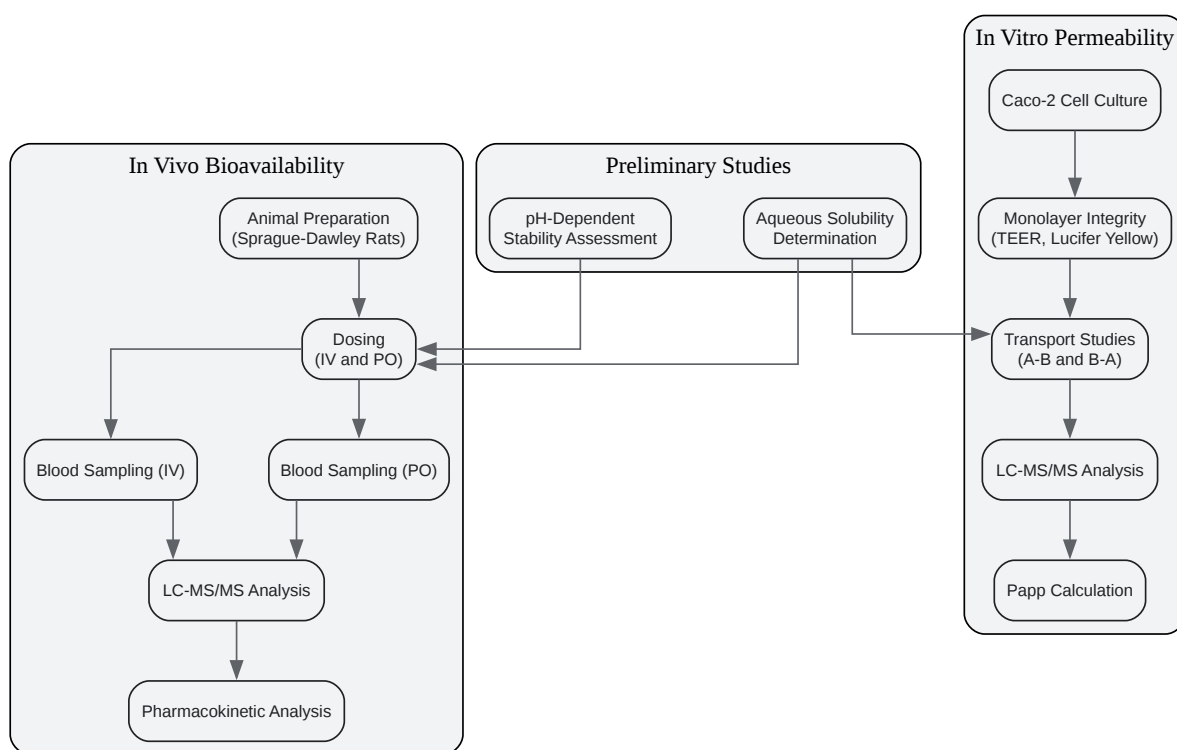 In Vivo Bioavailability
Animal Preparation
(Sprague-Dawley Rats)
Dosing
(IV and PO)
Blood Sampling (IV)
Blood Sampling (PO)
LC-MS/MS Analysis
Pharmacokinetic Analysis
Preliminary Studies
pH-Dependent
Stability Assessment
Aqueous Solubility
Determination
In Vitro Permeability
Caco-2 Cell Culture
Monolayer Integrity
(TEER, Lucifer Yellow)
Transport Studies
(A-B and B-A)
LC-MS/MS Analysis
Papp Calculation